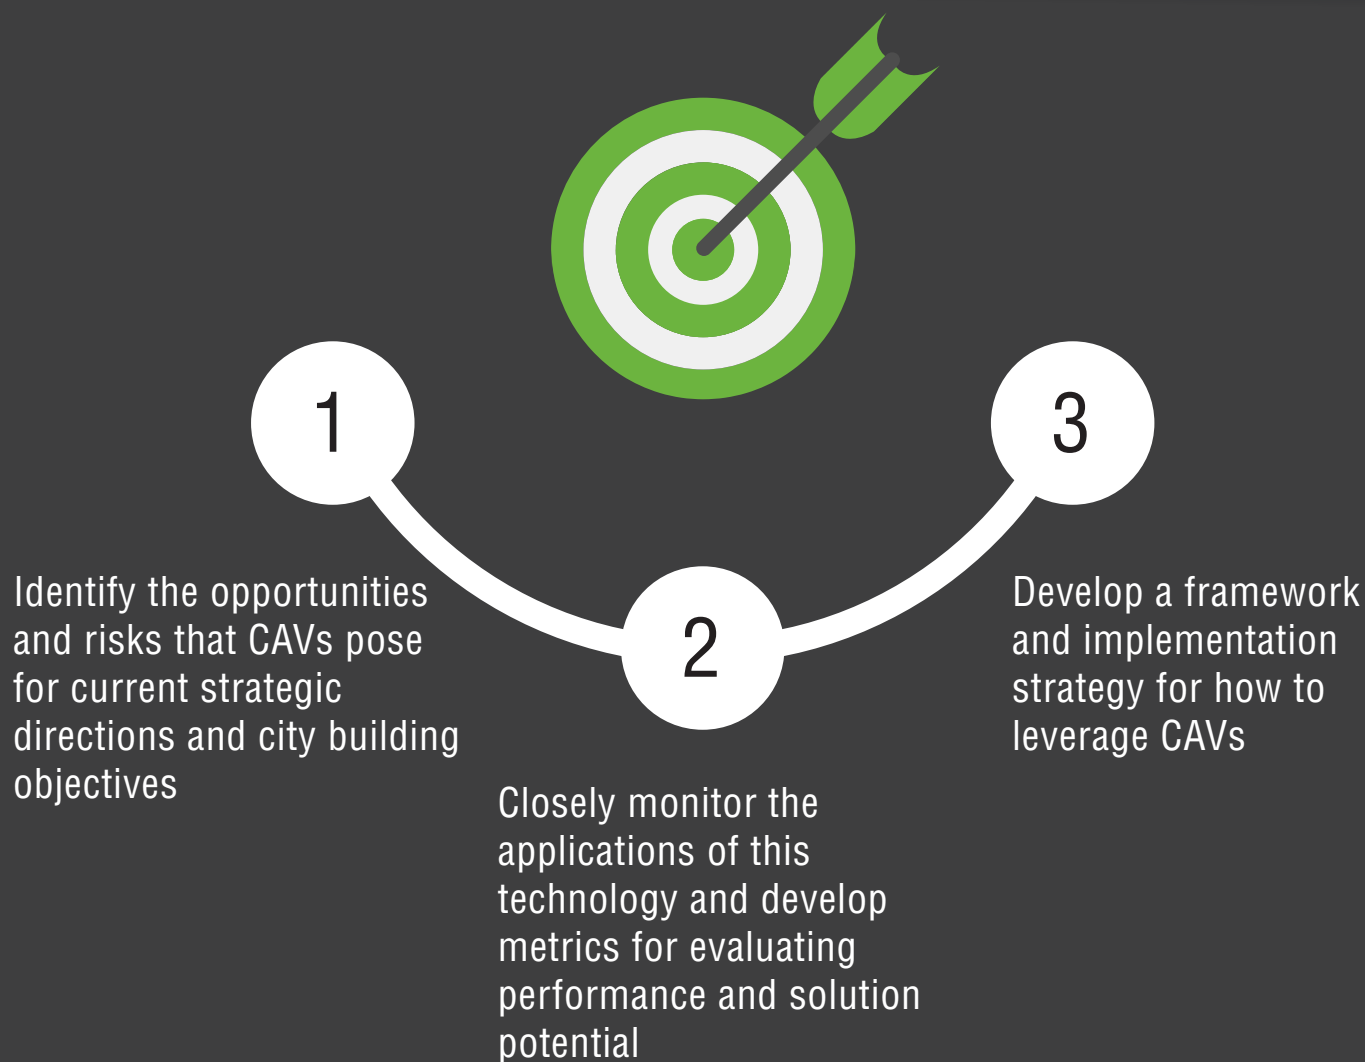 1
Identify the opportunities
and risks that CAVs pose
for current strategic
directions and city building
objectives
2
Closely monitor the
applications of this
technology and develop
metrics for evaluating
performance and solution
potential
3
Develop a framework
and implementation
strategy for how to
leverage CAVs